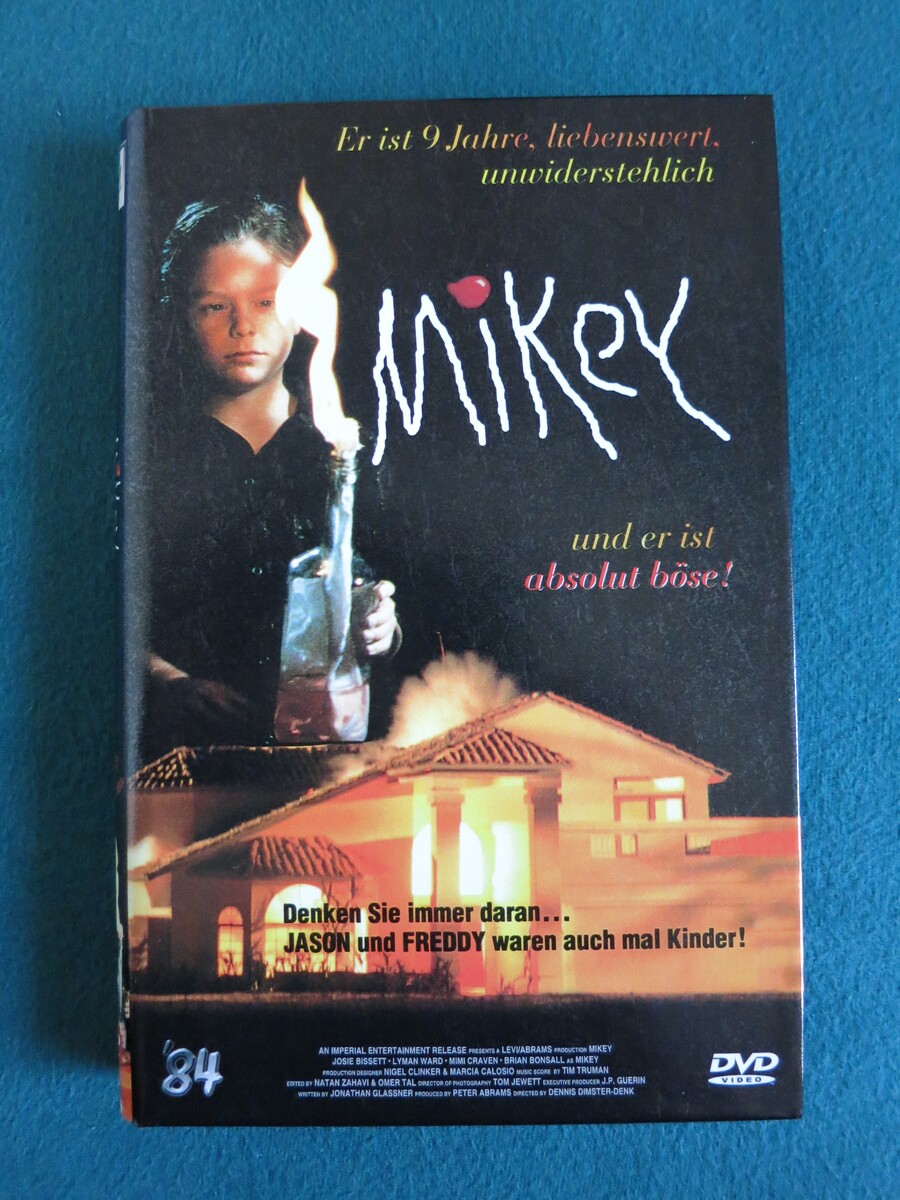 Er ist 9 Jahre, liebenswert,
unwiderstehlich
MiKey
und er ist
absolut böse!
Denken Sie immer daran...
JASON und FREDDY waren auch mal Kinder!
'84
AN IMPERIAL ENTERTAINMENT RELEASE PRESENTS A LEVI/ABRAMS PRODUCTION MIKEY
JOSIE BISSETT · LYMAN WARD · MIMI CRAVEN · BRIAN BONSALL AS MIKEY
PRODUCTION DESIGNER NIGEL CLINKER & MARCIA CALOSIO MUSIC SCORE BY TIM TRUMAN
EDITED BY NATAN ZAHAVI & OMER TAL DIRECTOR OF PHOTOGRAPHY TOM JEWETT EXECUTIVE PRODUCER J.P. GUERIN
WRITTEN BY JONATHAN GLASSNER PRODUCED BY PETER ABRAMS DIRECTED BY DENNIS DIMSTER-DENK
DVD
VIDEO